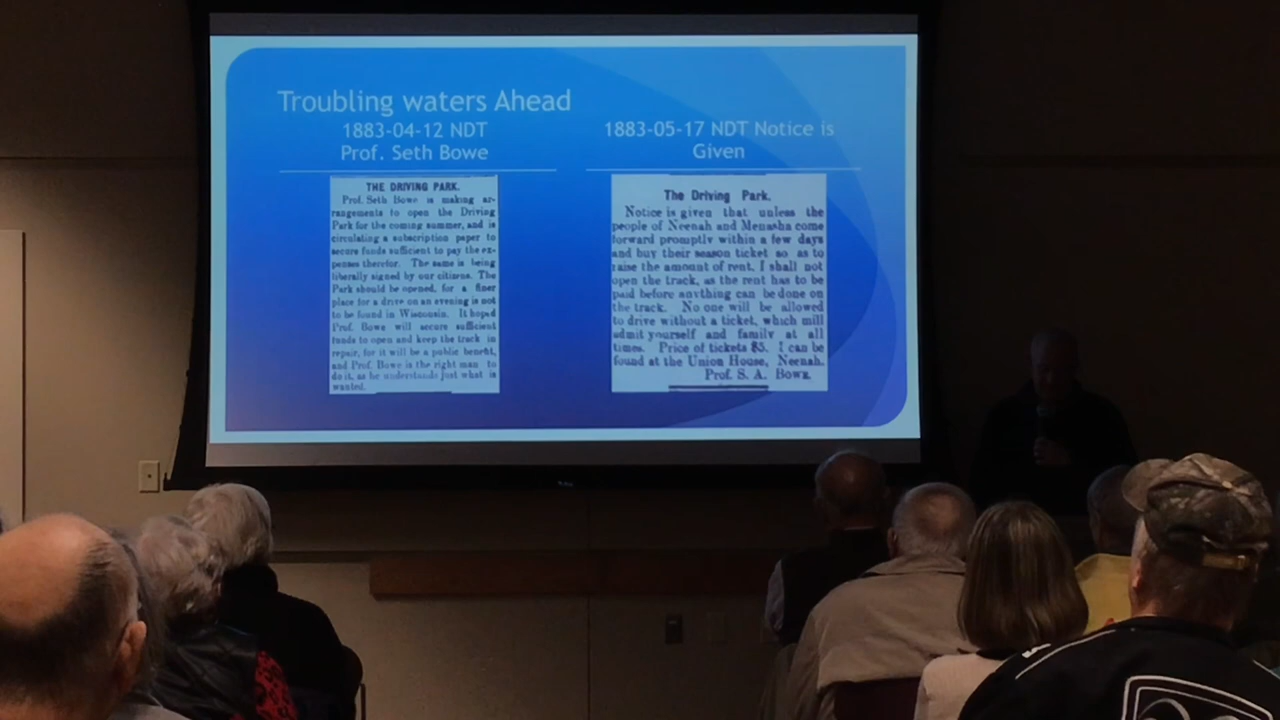 Troubling waters Ahead
1883-04-12 NDT
Prof. Seth Bowe
THE DRIVING PARK.
Prof. Seth Bowe is making ar-
rangements to open the Driving
Park for the coming summer, and is
circulating a subscription paper to
secure funds sufficient to pay the ex-
penses therefor. The same is being
liberally signed by our citizens. The
Park should be opened, for a finer
place for a drive on an evening is not
to be found in Wisconsin. It hoped
Prof. Bowe will secure sufficient
funds to open and keep the track in
repair, for it will be a public benefit,
and Prof. Bowe is the right man to
do it, as he understands just what is
wanted.
1883-05-17 NDT Notice is
Given
The Driving Park.
Notice is given that unless the
people of Neenah and Menasha come
forward promptly within a few days
and buy their season ticket so as to
raise the amount of rent, I shall not
open the track, as the rent has to be
paid before anything can be done on
the track. No one will be allowed
to drive without a ticket, which mill
admit yourself and family at all
times. Price of tickets $5. I can be
found at the Union House, Neenah.
Prof. S. A. Bowe.